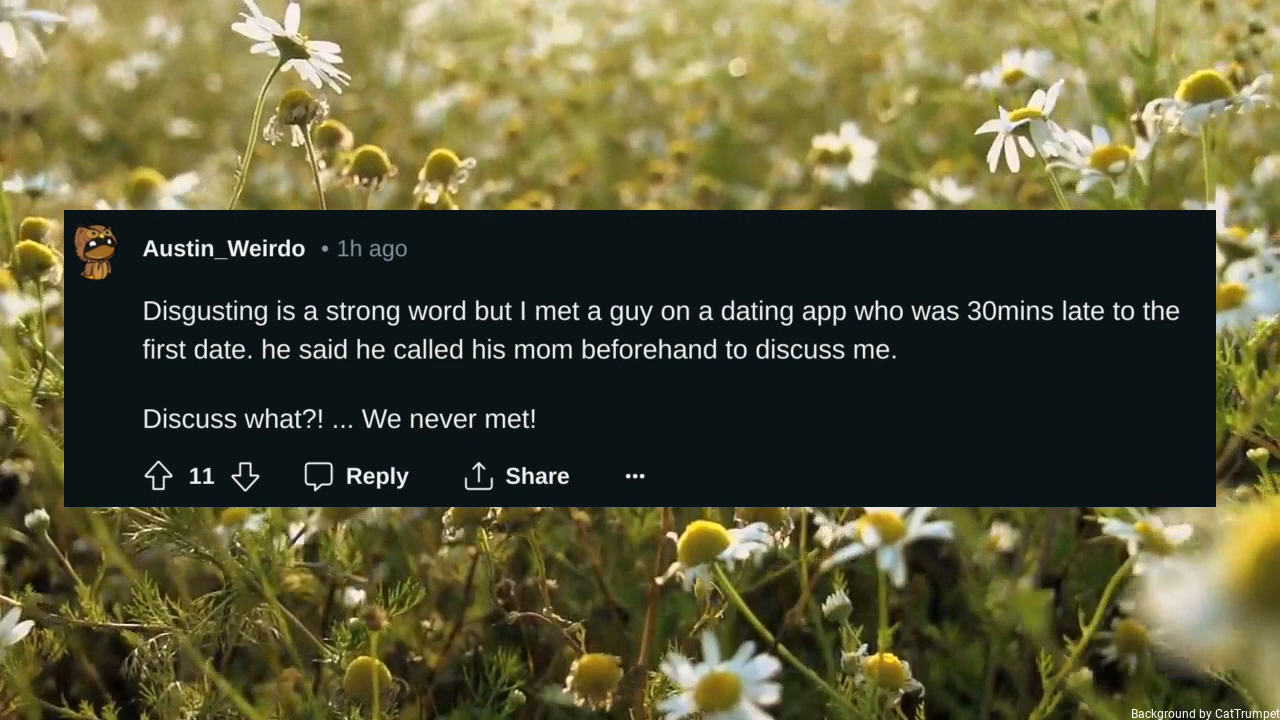 Austin_Weirdo • 1h ago
Disgusting is a strong word but I met a guy on a dating app who was 30mins late to the
first date. he said he called his mom beforehand to discuss me.
Discuss what?! ... We never met!
11 Reply Share ...
Background by CatTrumpet